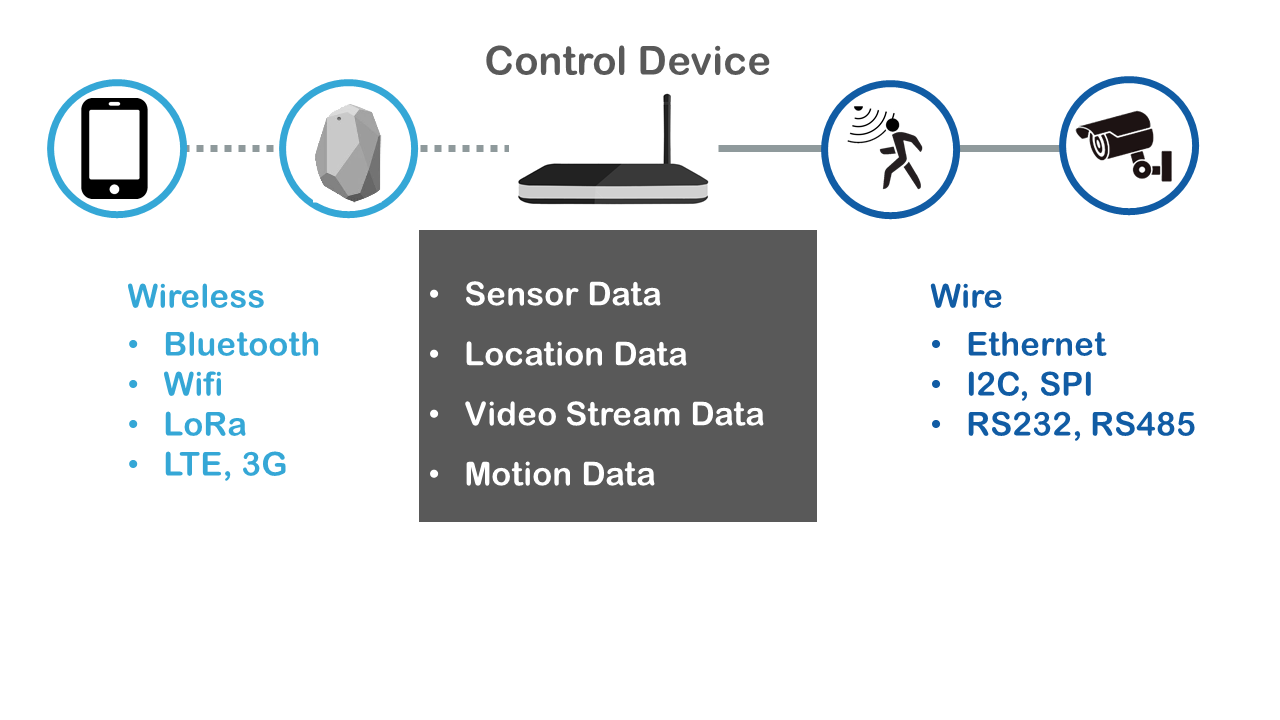 Control Device
Wireless
• Bluetooth
• Wifi
• LoRa
• LTE, 3G
• Sensor Data
• Location Data
• Video Stream Data
• Motion Data
Wire
• Ethernet
• I2C, SPI
• RS232, RS485